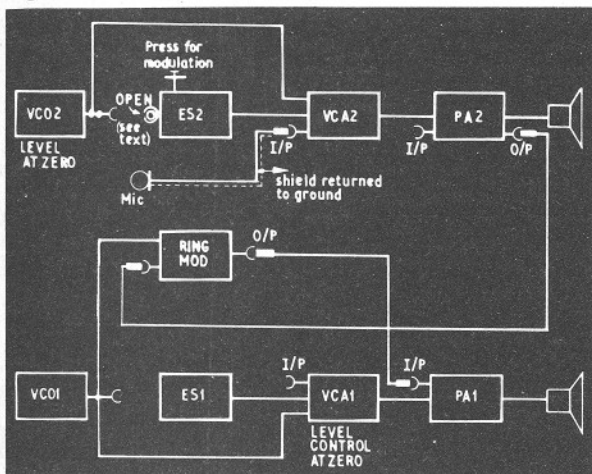 Press for
modulation
VCO2
OPEN
(see
text)
ES2
VCA2
PA2
LEVEL
AT ZERO
I/P
I/P
O/P
Mic
shield returned
to ground
RING
MOD
O/P
VCO1
ES1
I/P
VCA1
I/P
PA1
LEVEL
CONTROL
AT ZERO